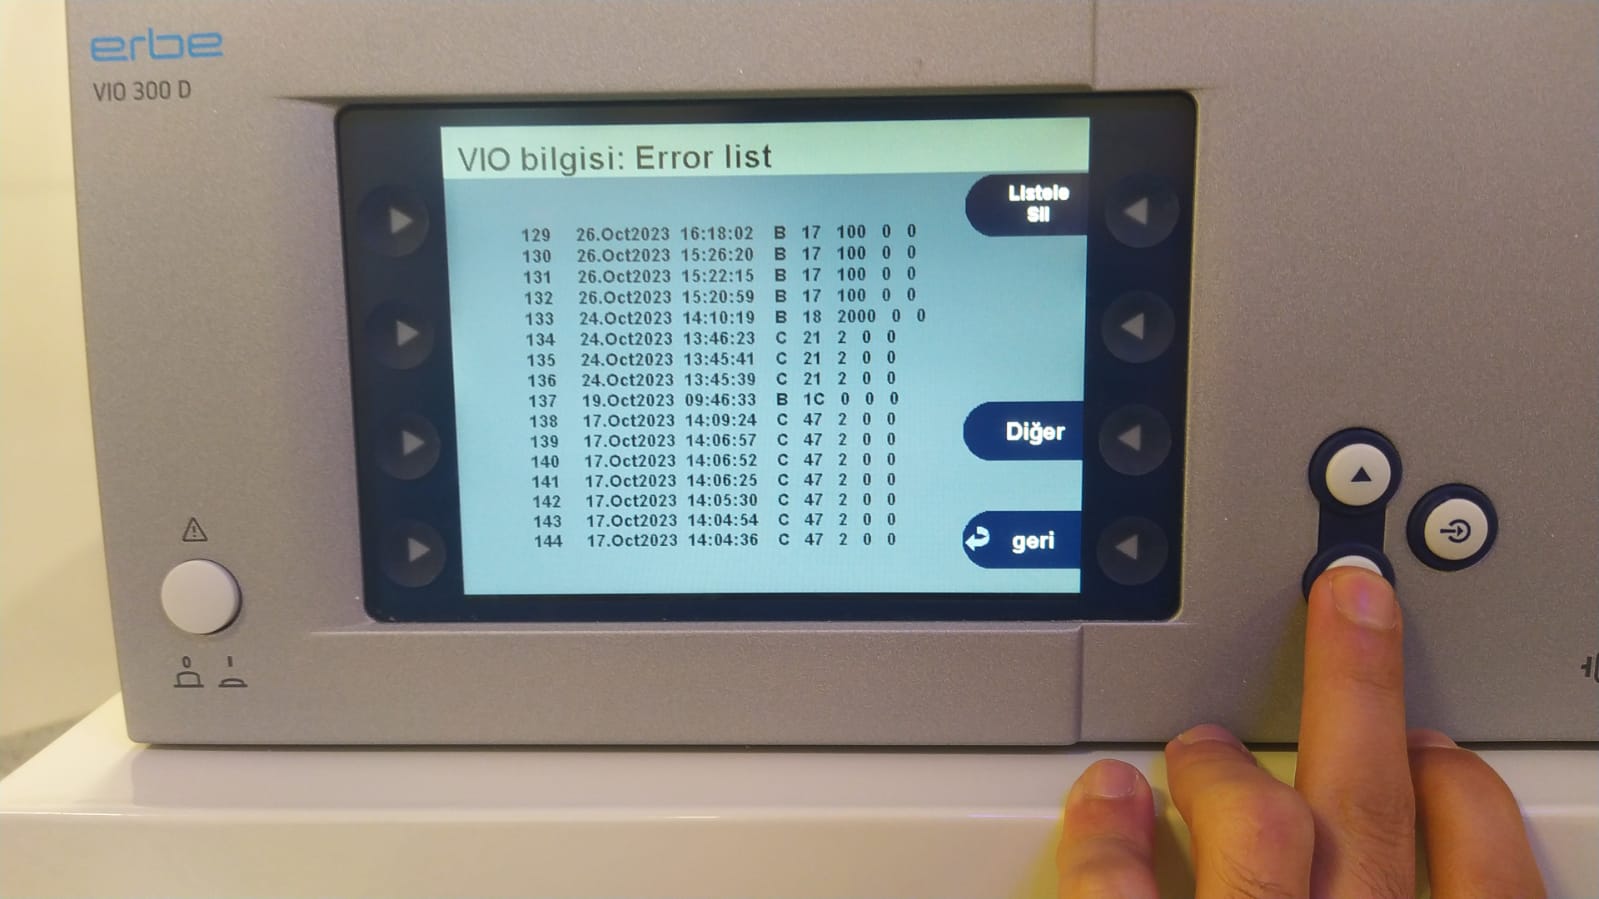 erbe
VIO 300 D
VIO bilgisi: Error list
Listele
Sil
129 26.Oct2023 16:18:02 B 17 100 0 0
130 26.Oct2023 15:26:20 B 17 100 0 0
131 26.Oct2023 15:22:15 B 17 100 0 0
132 26.Oct2023 15:20:59 B 17 100 0 0
133 24.Oct2023 14:10:19 B 18 2000 0 0
134 24.Oct2023 13:46:23 C 21 2 0 0
135 24.Oct2023 13:45:41 C 21 2 0 0
136 24.Oct2023 13:45:39 C 21 2 0 0
137 19.Oct2023 09:46:33 B 1C 0 0 0
138 17.Oct2023 14:09:24 C 47 2 0 0
139 17.Oct2023 14:06:57 C 47 2 0 0
140 17.Oct2023 14:06:52 C 47 2 0 0
141 17.Oct2023 14:06:25 C 47 2 0 0
142 17.Oct2023 14:05:30 C 47 2 0 0
143 17.Oct2023 14:04:54 C 47 2 0 0
144 17.Oct2023 14:04:36 C 47 2 0 0
Diğer
geri
0 I